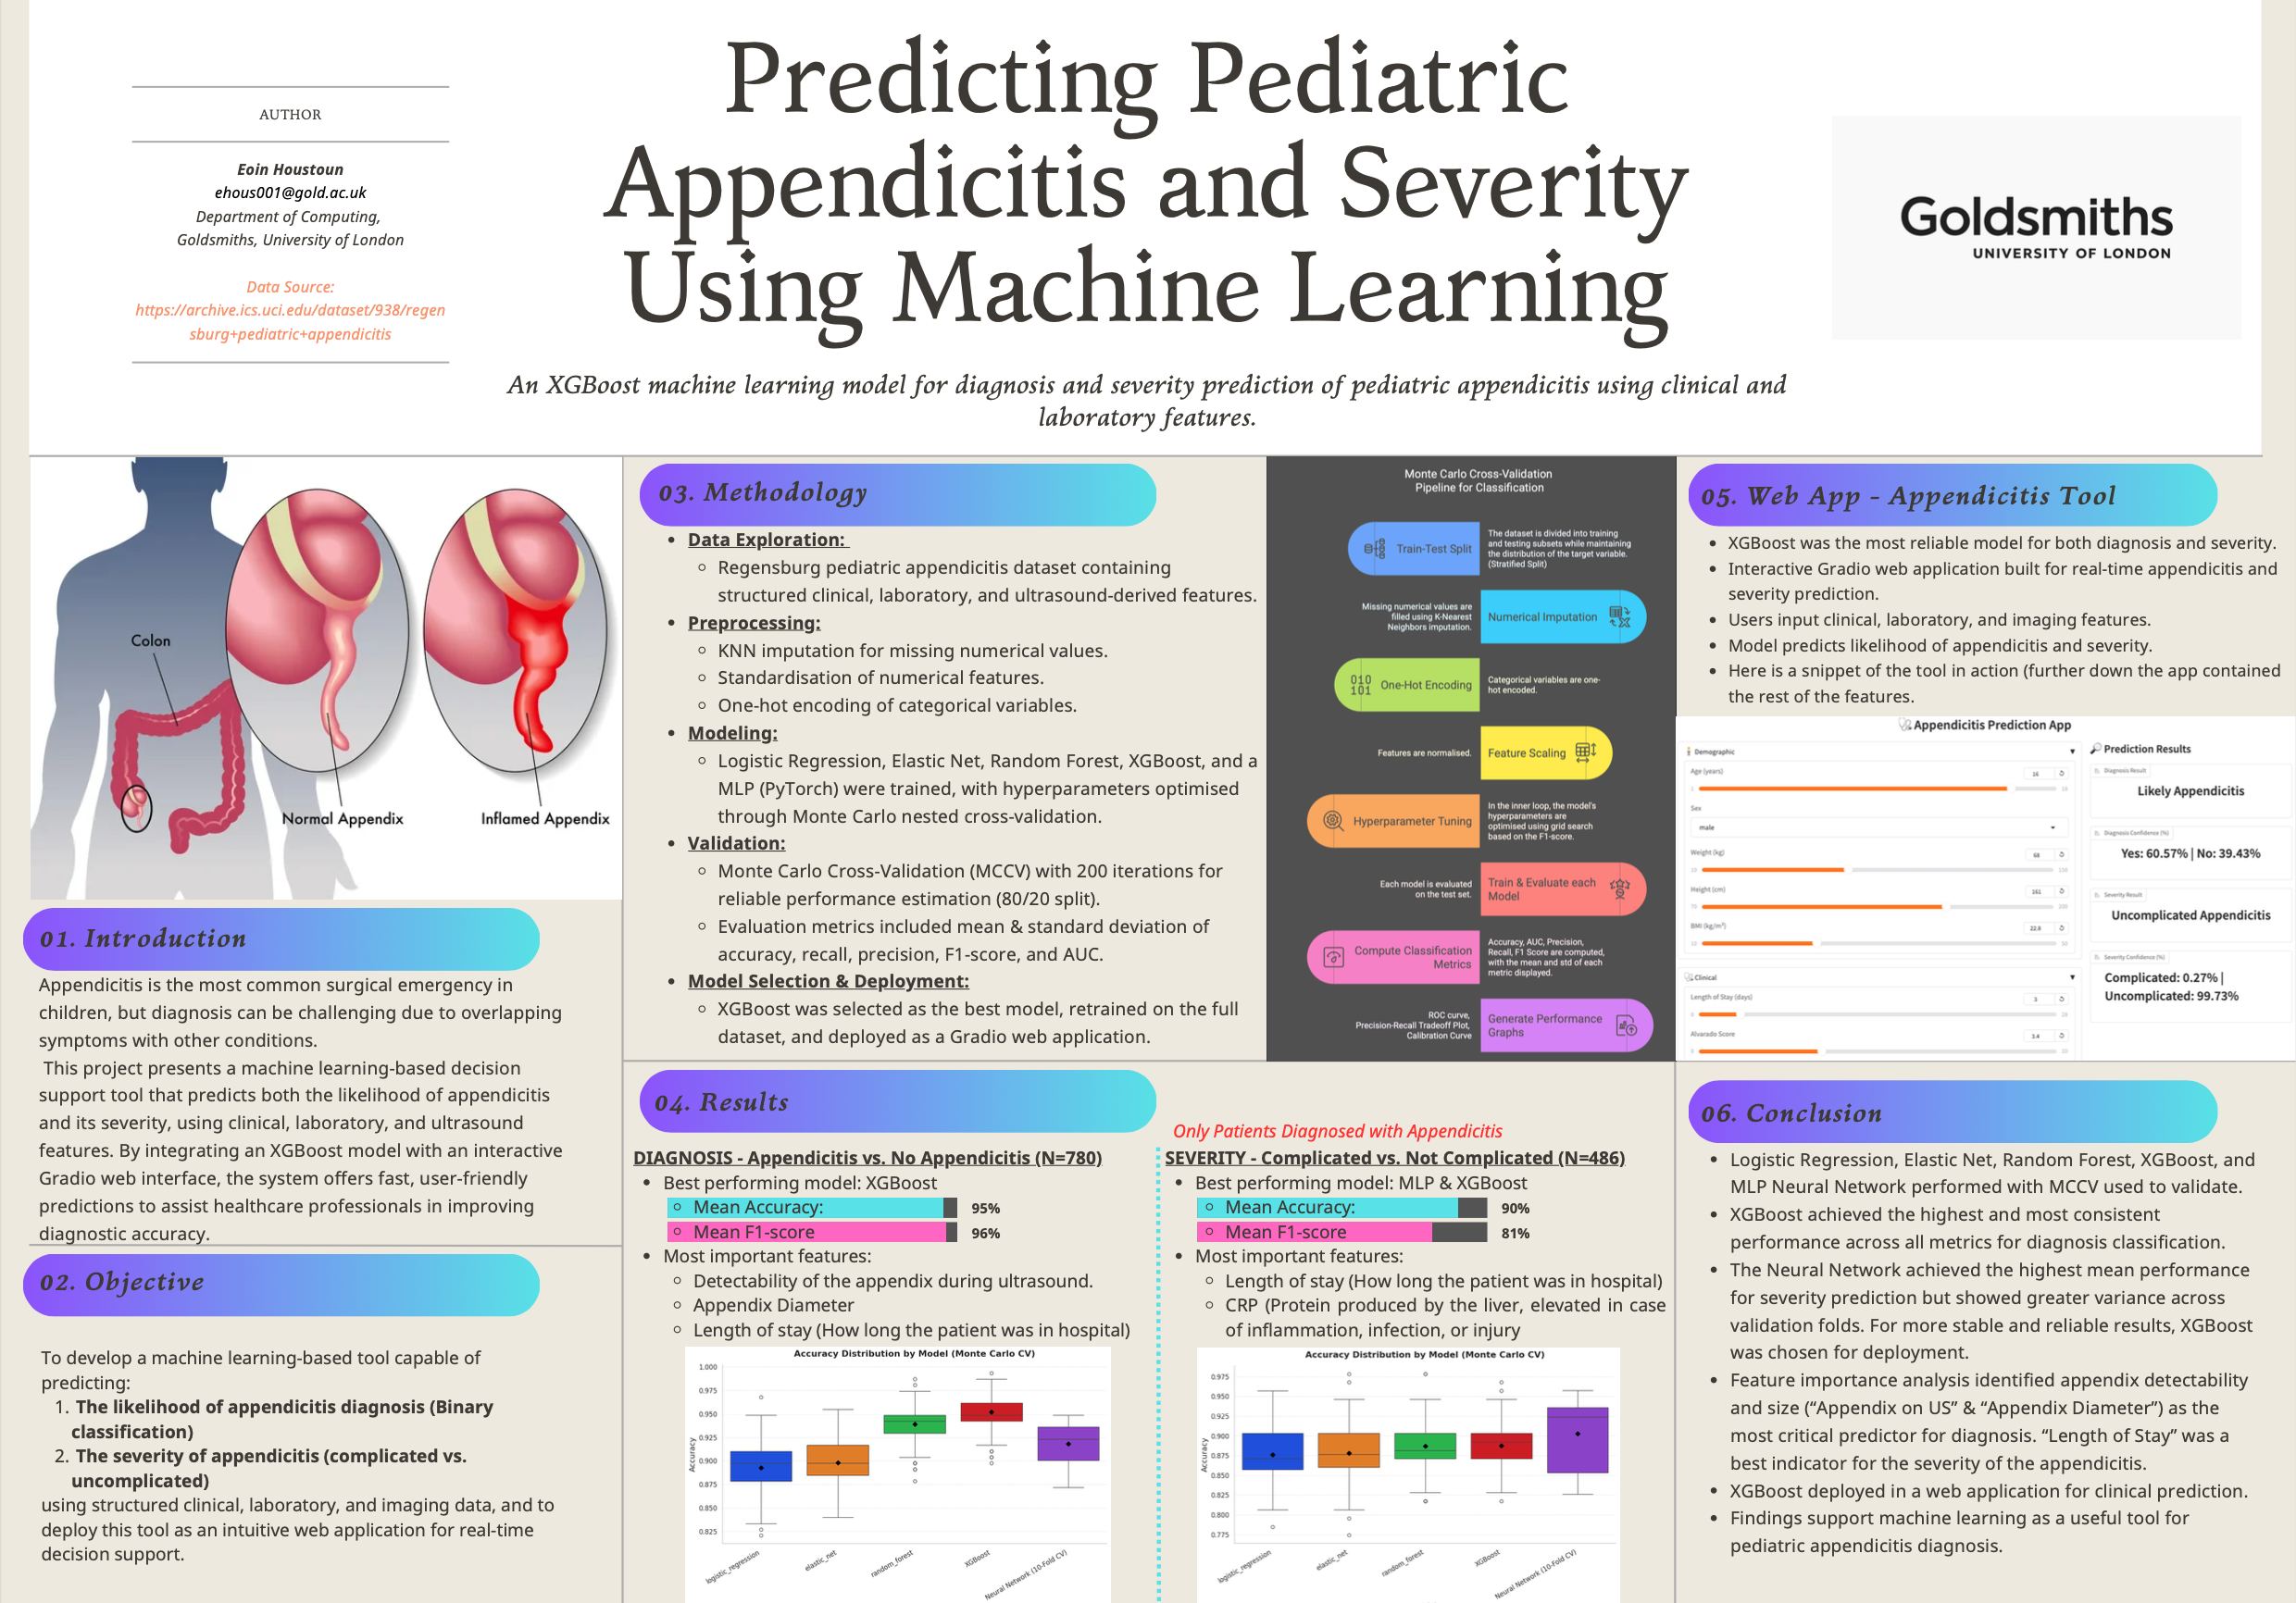 AUTHOR
Eoin Houstoun
ehous001@gold.ac.uk
Department of Computing,
Goldsmiths, University of London
Data Source:
https://archive.ics.uci.edu/dataset/938/regen
sburg+pediatric+appendicitis
Predicting Pediatric
Appendicitis and Severity
Using Machine Learning
An XGBoost machine learning model for diagnosis and severity prediction of pediatric appendicitis using clinical and
laboratory features.
Goldsmiths
UNIVERSITY OF LONDON
Colon
Normal Appendix
Inflamed Appendix
01. Introduction
Appendicitis is the most common surgical emergency in
children, but diagnosis can be challenging due to overlapping
symptoms with other conditions.
This project presents a machine learning-based decision
support tool that predicts both the likelihood of appendicitis
and its severity, using clinical, laboratory, and ultrasound
features. By integrating an XGBoost model with an interactive
Gradio web interface, the system offers fast, user-friendly
predictions to assist healthcare professionals in improving
diagnostic accuracy.
02. Objective
To develop a machine learning-based tool capable of
predicting:
1. The likelihood of appendicitis diagnosis (Binary
classification)
2. The severity of appendicitis (complicated vs.
uncomplicated)
using structured clinical, laboratory, and imaging data, and to
deploy this tool as an intuitive web application for real-time
decision support.
03. Methodology
• Data Exploration:
◦ Regensburg pediatric appendicitis dataset containing
structured clinical, laboratory, and ultrasound-derived features.
• Preprocessing:
◦ KNN imputation for missing numerical values.
◦ Standardisation of numerical features.
◦ One-hot encoding of categorical variables.
• Modeling:
◦ Logistic Regression, Elastic Net, Random Forest, XGBoost, and a
MLP (PyTorch) were trained, with hyperparameters optimised
through Monte Carlo nested cross-validation.
• Validation:
◦ Monte Carlo Cross-Validation (MCCV) with 200 iterations for
reliable performance estimation (80/20 split).
◦ Evaluation metrics included mean & standard deviation of
accuracy, recall, precision, F1-score, and AUC.
• Model Selection & Deployment:
◦ XGBoost was selected as the best model, retrained on the full
dataset, and deployed as a Gradio web application.
Monte Carlo Cross-Validation
Pipeline for Classification
Train-Test Split
The dataset is divided into training
and testing subsets while maintaining
the distribution of the target variable.
(Stratified Split)
Missing numerical values are
filled using K-Nearest
Neighbors imputation.
Numerical Imputation
010
101
One-Hot Encoding
Categorical variables are one-
hot encoded.
Features are normalised.
Feature Scaling
Hyperparameter Tuning
In the inner loop, the model's
hyperparameters are
optimised using grid search
based on the F1-score.
Each model is evaluated
on the test set.
Train & Evaluate each
Model
Compute Classification
Metrics
Accuracy, AUC, Precision,
Recall, F1 Score are computed,
with the mean and std of each
metric displayed.
ROC curve,
Precision-Recall Tradeoff Plot,
Calibration Curve
Generate Performance
Graphs
04. Results
DIAGNOSIS - Appendicitis vs. No Appendicitis (N=780)
• Best performing model: XGBoost
◦ Mean Accuracy: 95%
◦ Mean F1-score 96%
• Most important features:
◦ Detectability of the appendix during ultrasound.
◦ Appendix Diameter
◦ Length of stay (How long the patient was in hospital)
Accuracy Distribution by Model (Monte Carlo CV)
Accuracy
1.000
0.975
0.950
0.925
0.900
0.875
0.850
0.825
logistic_regression
elastic_net
random_forest
XGBoost
Neural Network (10-Fold CV)
Only Patients Diagnosed with Appendicitis
SEVERITY - Complicated vs. Not Complicated (N=486)
• Best performing model: MLP & XGBoost
◦ Mean Accuracy: 90%
◦ Mean F1-score 81%
• Most important features:
◦ Length of stay (How long the patient was in hospital)
◦ CRP (Protein produced by the liver, elevated in case
of inflammation, infection, or injury
Accuracy Distribution by Model (Monte Carlo CV)
Accuracy
0.975
0.950
0.925
0.900
0.875
0.850
0.825
0.800
0.775
logistic_regression
elastic_net
random_forest
XGBoost
Neural Network (10-Fold CV)
05. Web App - Appendicitis Tool
• XGBoost was the most reliable model for both diagnosis and severity.
• Interactive Gradio web application built for real-time appendicitis and
severity prediction.
• Users input clinical, laboratory, and imaging features.
• Model predicts likelihood of appendicitis and severity.
• Here is a snippet of the tool in action (further down the app contained
the rest of the features.
Appendicitis Prediction App
Demographic
Age (years)
16
1
18
Sex
male
Weight (kg)
68
Height (cm)
161
BMI (kg/m²)
22.8
Clinical
Length of Stay (days)
3
Alvarado Score
3.4
Prediction Results
Diagnosis Result
Likely Appendicitis
Diagnosis Confidence (%)
Yes: 60.57% | No: 39.43%
Severity Result
Uncomplicated Appendicitis
Severity Confidence (%)
Complicated: 0.27% |
Uncomplicated: 99.73%
06. Conclusion
• Logistic Regression, Elastic Net, Random Forest, XGBoost, and
MLP Neural Network performed with MCCV used to validate.
• XGBoost achieved the highest and most consistent
performance across all metrics for diagnosis classification.
• The Neural Network achieved the highest mean performance
for severity prediction but showed greater variance across
validation folds. For more stable and reliable results, XGBoost
was chosen for deployment.
• Feature importance analysis identified appendix detectability
and size (“Appendix on US” & “Appendix Diameter”) as the
most critical predictor for diagnosis. “Length of Stay” was a
best indicator for the severity of the appendicitis.
• XGBoost deployed in a web application for clinical prediction.
• Findings support machine learning as a useful tool for
pediatric appendicitis diagnosis.